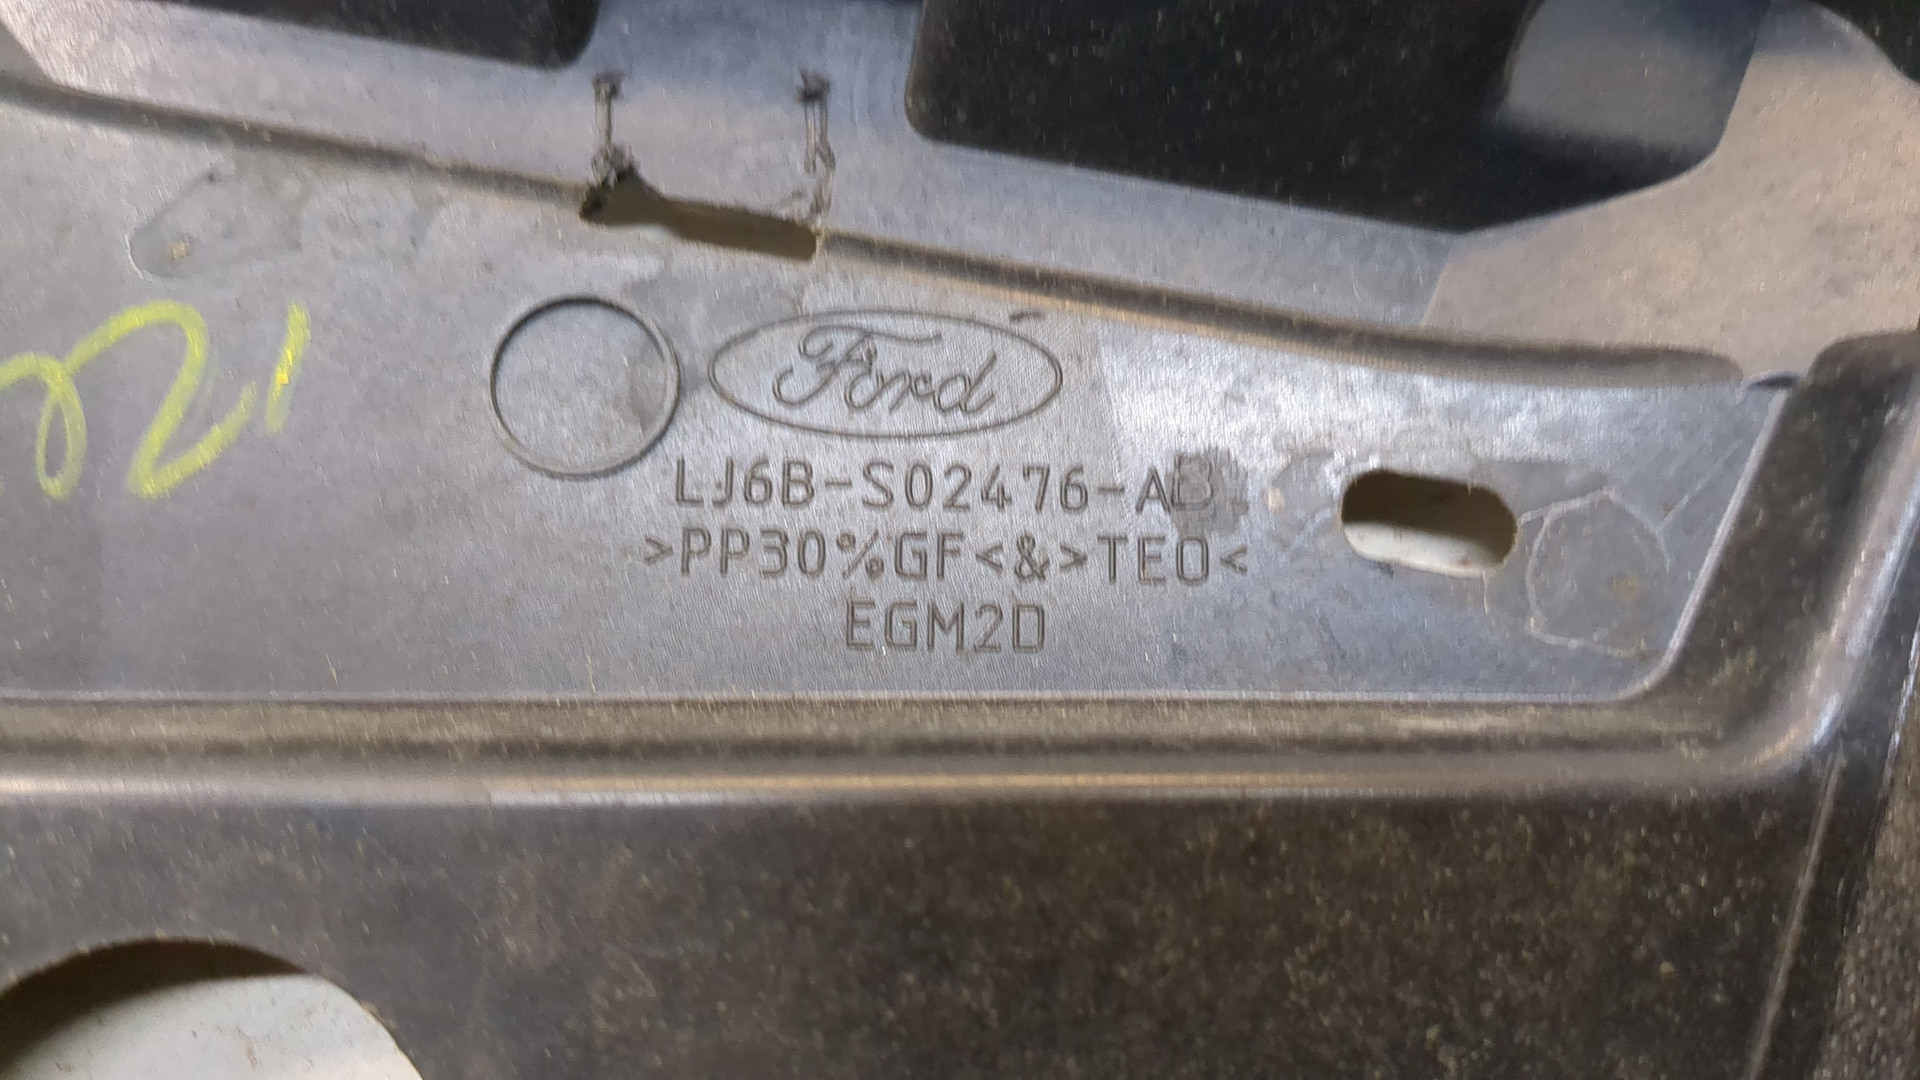 Ford
LJ6B-S02476-AB
>PP30%GF<&>TEO<
EGM2D